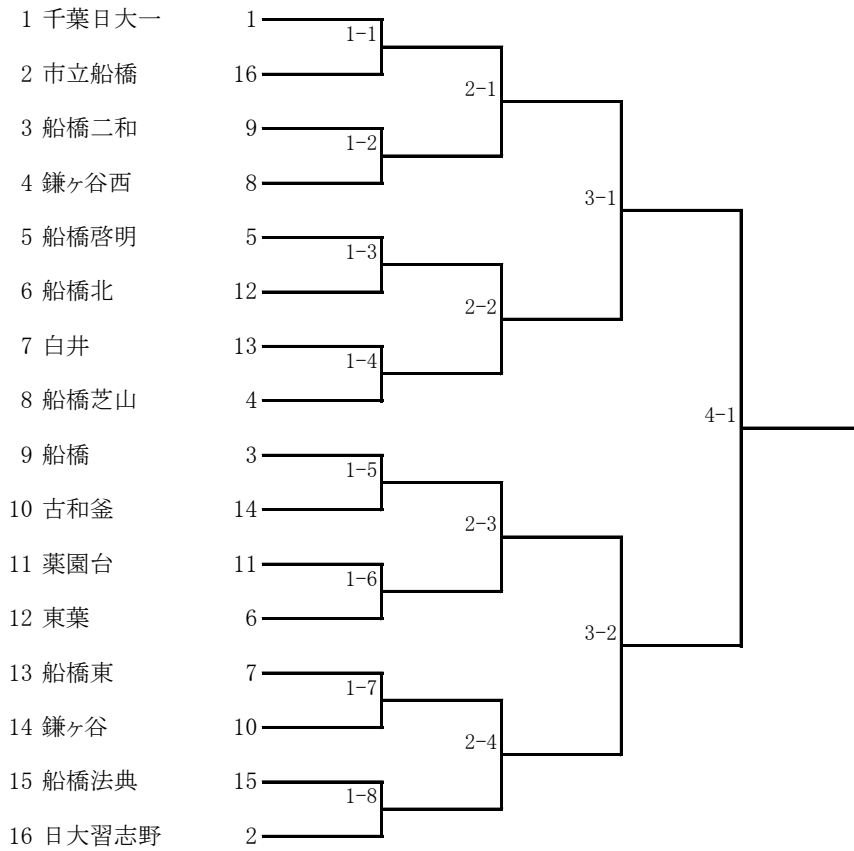 1 千葉日大一 1
1-1
2 市立船橋 16
2-1
3 船橋二和 9
1-2
4 鎌ヶ谷西 8
3-1
5 船橋啓明 5
1-3
6 船橋北 12
2-2
7 白井 13
1-4
8 船橋芝山 4
4-1
9 船橋 3
1-5
10 古和釜 14
2-3
11 薬園台 11
1-6
12 東葉 6
3-2
13 船橋東 7
1-7
14 鎌ヶ谷 10
2-4
15 船橋法典 15
1-8
16 日大習志野 2